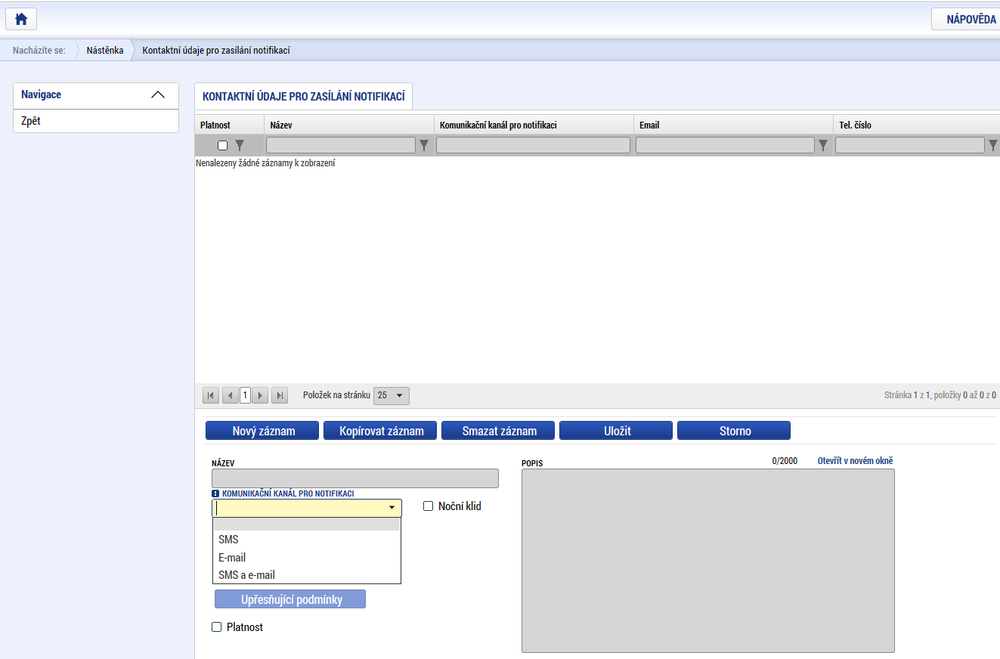 NÁPOVĚDA
Nacházíte se: Nástěnka Kontaktní údaje pro zasílání notifikací
Navigace
Zpět
KONTAKTNÍ ÚDAJE PRO ZASÍLÁNÍ NOTIFIKACÍ
Platnost Název Komunikační kanál pro notifikaci Email Tel. číslo
Nenalezeny žádné záznamy k zobrazení
1 Položek na stránku 25 Stránka 1 z 1, položky 0 až 0 z 0
Nový záznam Kopírovat záznam Smazat záznam Uložit Storno
NÁZEV
POPIS 0/2000 Otevřít v novém okně
KOMUNIKAČNÍ KANÁL PRO NOTIFIKACI
Noční klid
SMS
E-mail
SMS a e-mail
Upřesňující podmínky
Platnost